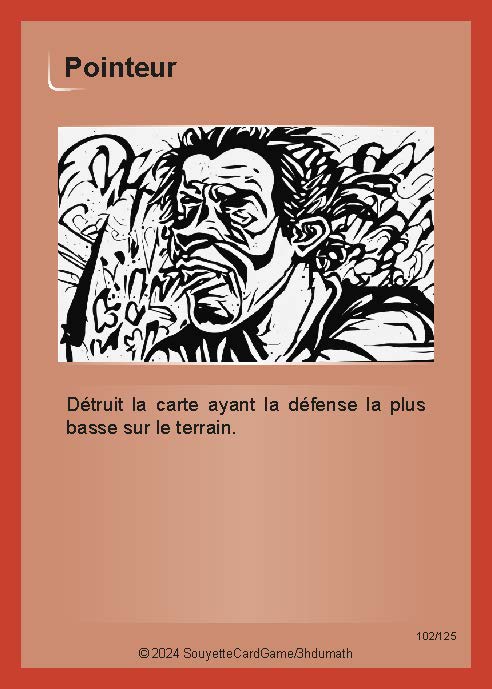 Pointeur
Détruit la carte ayant la défense la plus
basse sur le terrain.
102/125
© 2024 SouyetteCardGame/3hdumath